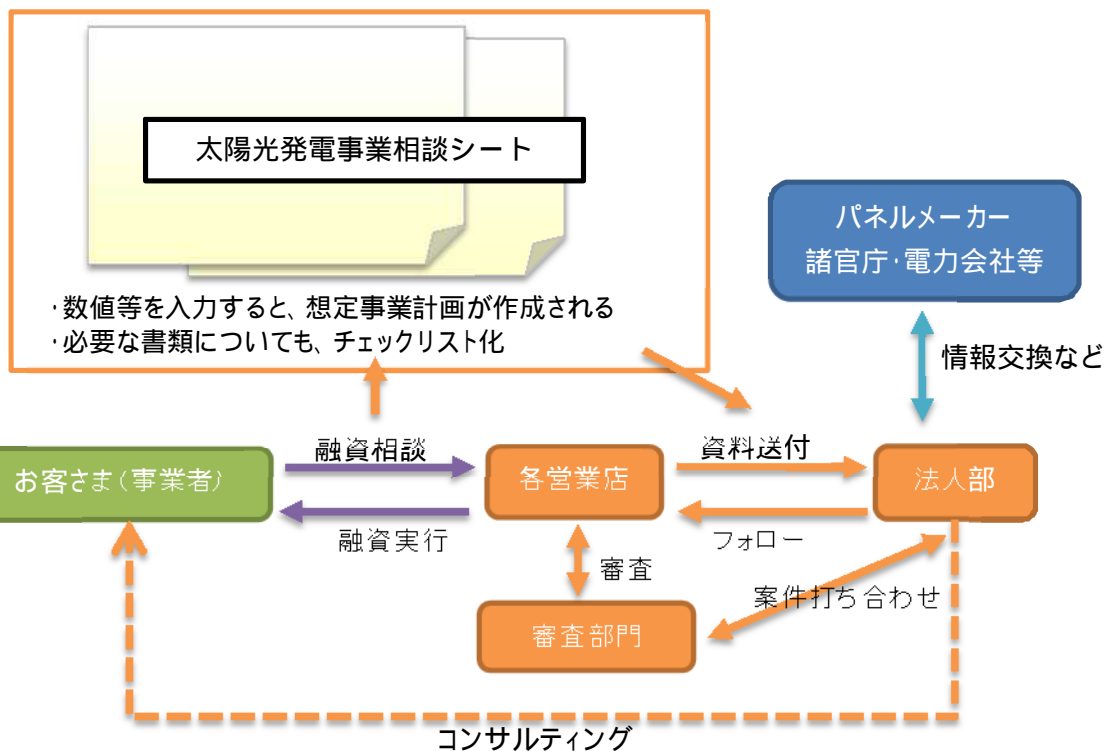 太陽光発電事業相談シート
・数値等を入力すると、想定事業計画が作成される
・必要な書類についても、チェックリスト化
パネルメーカー
諸官庁・電力会社等
情報交換など
お客さま(事業者)
融資相談
各営業店
資料送付
法人部
融資実行
フォロー
審査
案件打ち合わせ
審査部門
コンサルティング